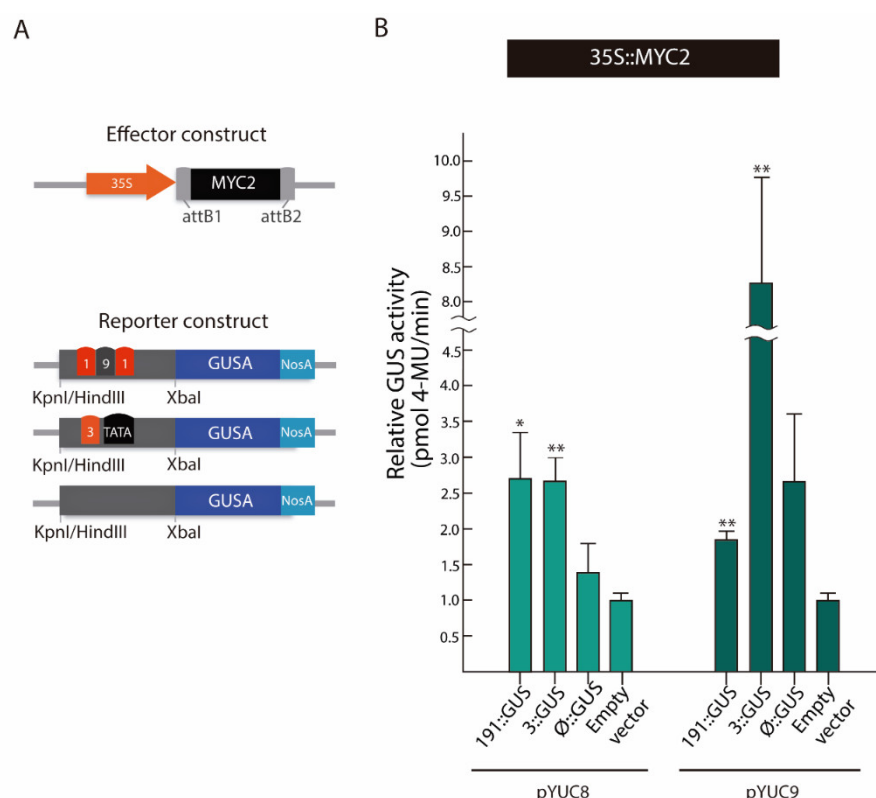 A
Effector construct
35S
MYC2
attB1
attB2
Reporter construct
1 9 1
GUSA
NosA
KpnI/HindIII
XbaI
3 TATA
GUSA
NosA
KpnI/HindIII
XbaI
GUSA
NosA
KpnI/HindIII
XbaI
B
35S::MYC2
Relative GUS activity
(pmol 4-MU/min)
10.0
9.5
9.0
8.5
8.0
4.5
4.0
3.5
3.0
2.5
2.0
1.5
1.0
0.5
*
**
**
**
191::GUS
3::GUS
Ø::GUS
Empty
vector
191::GUS
3::GUS
Ø::GUS
Empty
vector
pYUC8
pYUC9